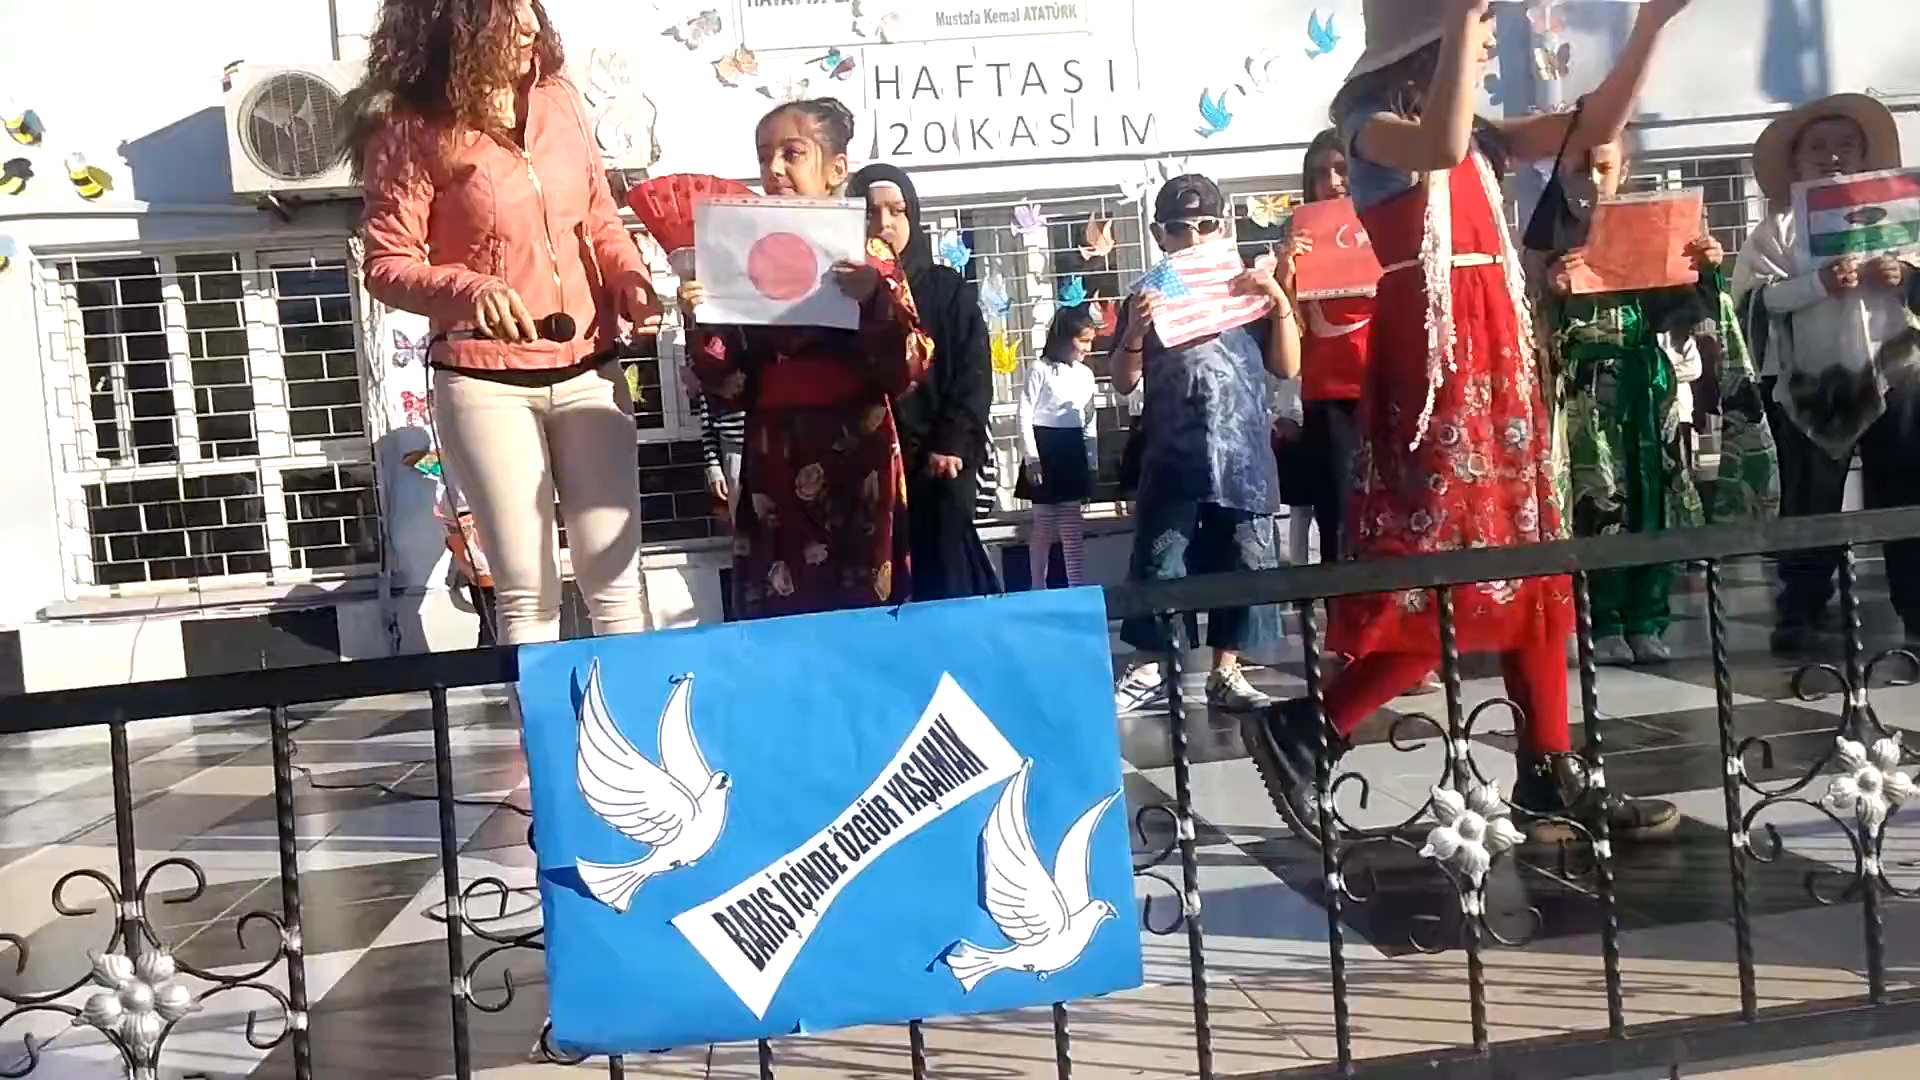 Mustafa Kemal ATATÜRK
HAFTASI
20 KASIM
BARIŞ İÇİNDE ÖZGÜR YAŞAMAK